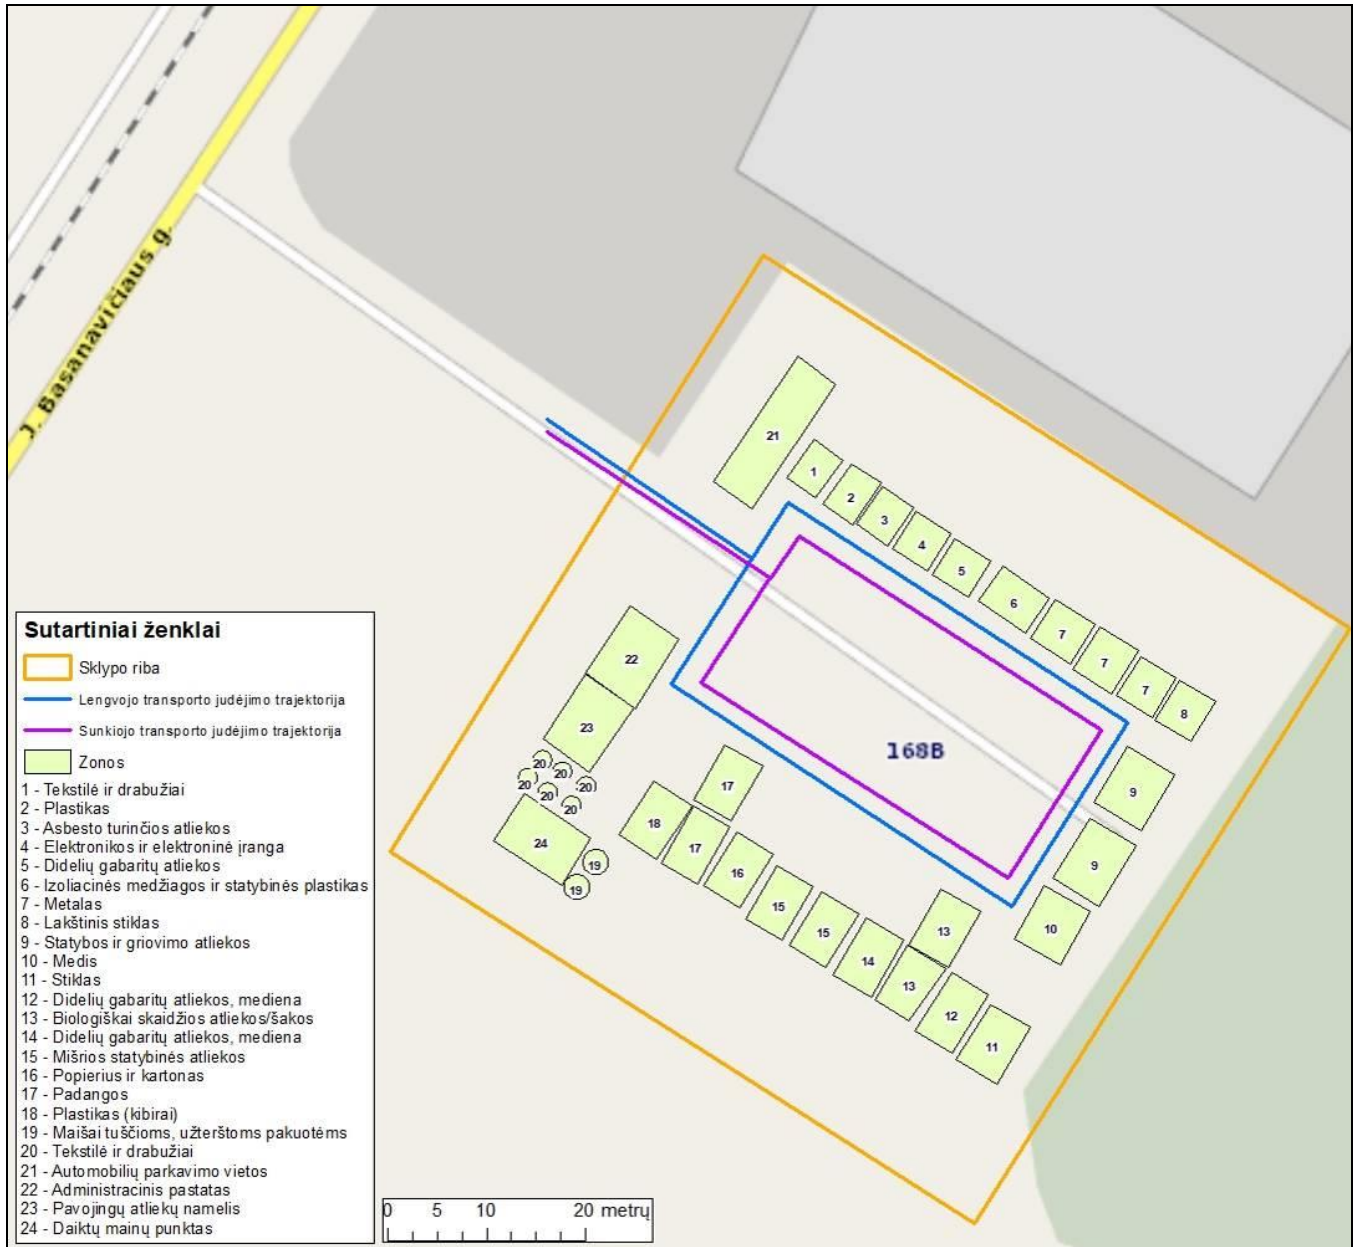 J. Basanavičiaus g.
21
1
2
3
4
5
6
7
7
7
8
22
23
168B
9
9
10
17
18
17
16
15
15
14
13
13
12
11
20
20
20
20
20
20
24
19
19
Sutartiniai ženklai
Sklypo riba
Lengvojo transporto judėjimo trajektorija
Sunkiojo transporto judėjimo trajektorija
Zonos
1 - Tekstilė ir drabužiai
2 - Plastikas
3 - Asbesto turinčios atliekos
4 - Elektronikos ir elektroninė įranga
5 - Didelių gabaritų atliekos
6 - Izoliacinės medžiagos ir statybinės plastikas
7 - Metalas
8 - Lakštinis stiklas
9 - Statybos ir griovimo atliekos
10 - Medis
11 - Stiklas
12 - Didelių gabaritų atliekos, mediena
13 - Biologiškai skaidžios atliekos/šakos
14 - Didelių gabaritų atliekos, mediena
15 - Mišrios statybinės atliekos
16 - Popierius ir kartonas
17 - Padangos
18 - Plastikas (kibirai)
19 - Maišai tuščioms, užterštoms pakuotėms
20 - Tekstilė ir drabužiai
21 - Automobilių parkavimo vietos
22 - Administracinis pastatas
23 - Pavojingų atliekų namelis
24 - Daiktų mainų punktas
0 5 10 20 metrų